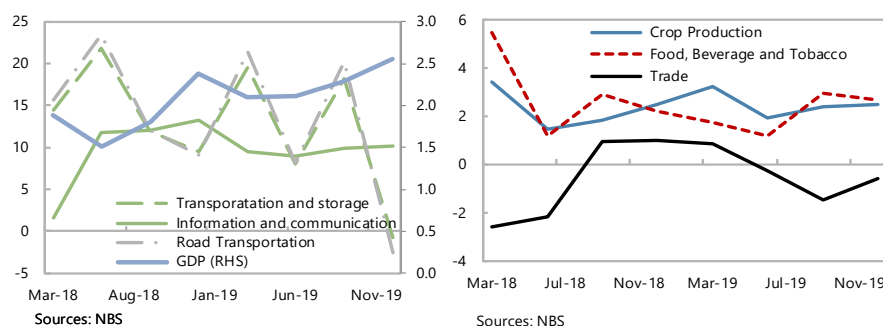 25
20
15
10
5
0
-5
3.0
2.5
2.0
1.5
1.0
0.5
0.0
Transporatation and storage
Information and communication
Road Transportation
GDP (RHS)
Mar-18 Aug-18 Jan-19 Jun-19 Nov-19
Sources: NBS
6
4
2
0
-2
-4
Crop Production
Food, Beverage and Tobacco
Trade
Mar-18 Jul-18 Nov-18 Mar-19 Jul-19 Nov-19
Sources: NBS